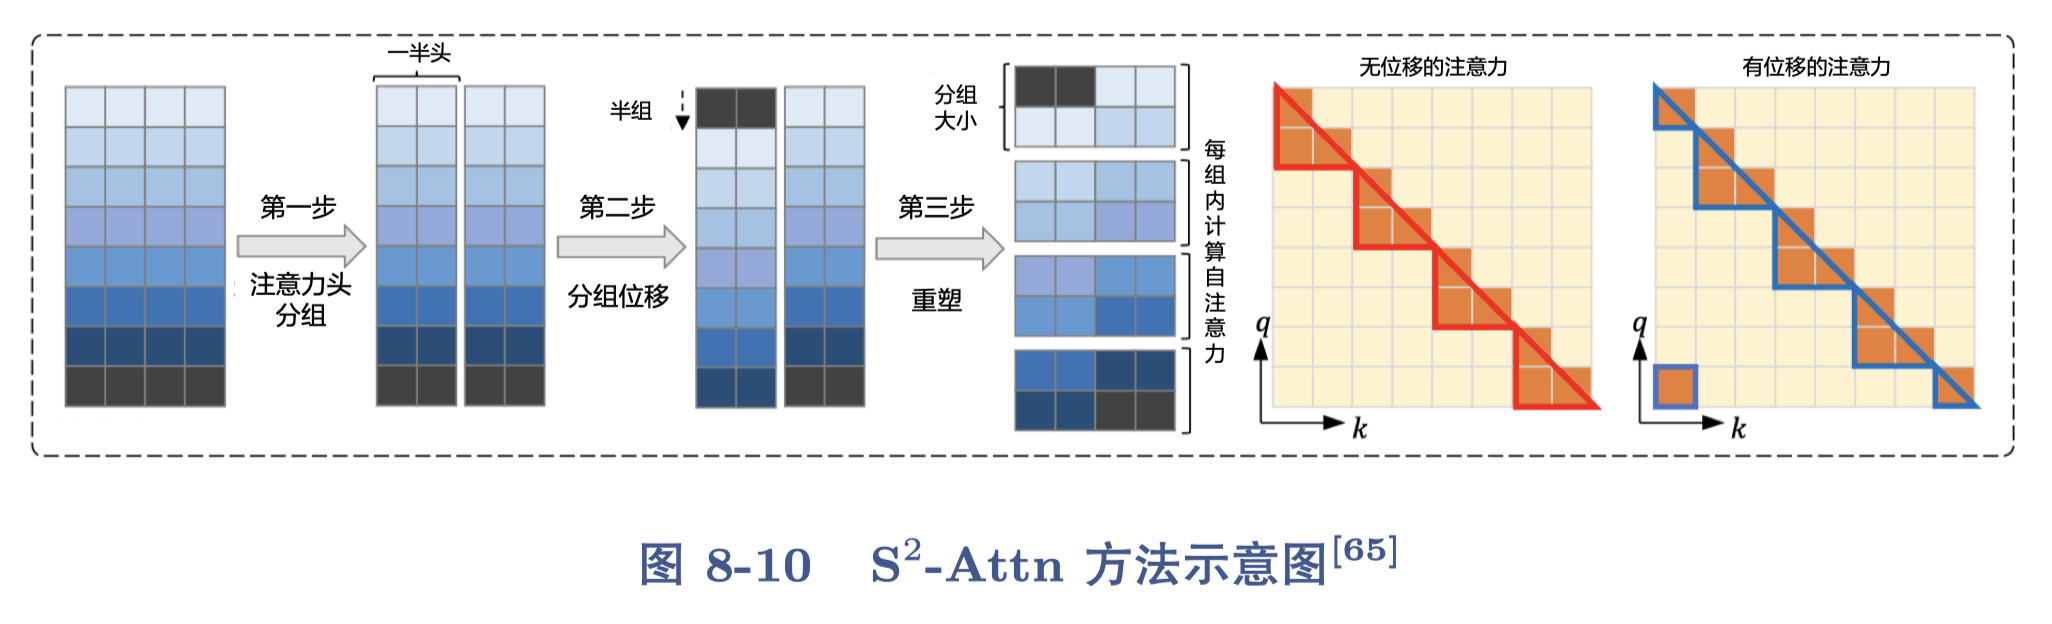 一半头
第一步
注意力头
分组
半组
第二步
分组位移
第三步
重塑
分组
大小
每组内计算自注意力
无位移的注意力
q
k
有位移的注意力
q
k
图 8-10 S²-Attn 方法示意图[65]